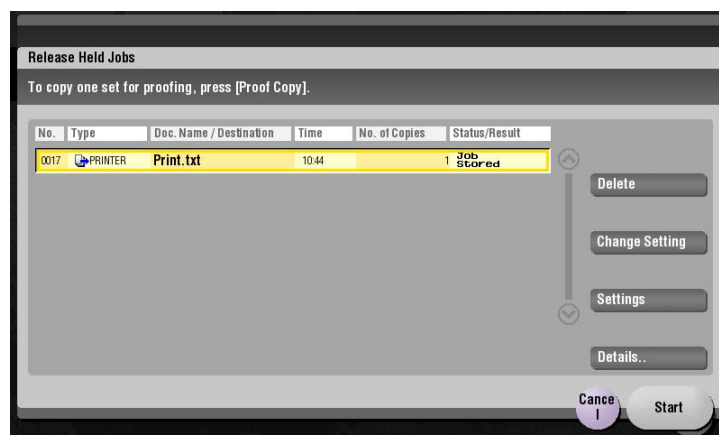 Release Held Jobs
To copy one set for proofing, press [Proof Copy].
No. Type Doc. Name / Destination Time No. of Copies Status/Result
0017 PRINTER Print.txt 10:44 1 Job Stored
Delete
Change Setting
Settings
Details..
Cancel
Start